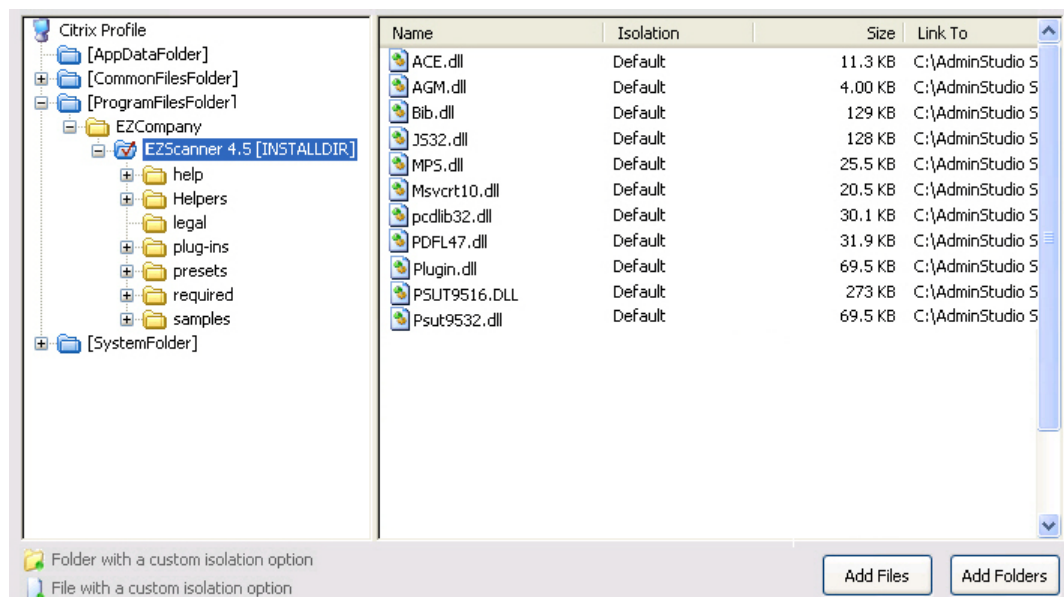 Citrix Profile
[AppDataFolder]
[CommonFilesFolder]
[ProgramFilesFolder]
EZCompany
EZScanner 4.5 [INSTALLDIR]
help
Helpers
legal
plug-ins
presets
required
samples
[SystemFolder]
Name Isolation Size Link To
ACE.dll Default 11.3 KB C:\AdminStudio S
AGM.dll Default 4.00 KB C:\AdminStudio S
Bib.dll Default 129 KB C:\AdminStudio S
JS32.dll Default 128 KB C:\AdminStudio S
MPS.dll Default 25.5 KB C:\AdminStudio S
Msvcrt10.dll Default 20.5 KB C:\AdminStudio S
pcdlib32.dll Default 30.1 KB C:\AdminStudio S
PDFL47.dll Default 31.9 KB C:\AdminStudio S
Plugin.dll Default 69.5 KB C:\AdminStudio S
PSUT9516.DLL Default 273 KB C:\AdminStudio S
Psut9532.dll Default 69.5 KB C:\AdminStudio S
Folder with a custom isolation option
File with a custom isolation option
Add Files
Add Folders